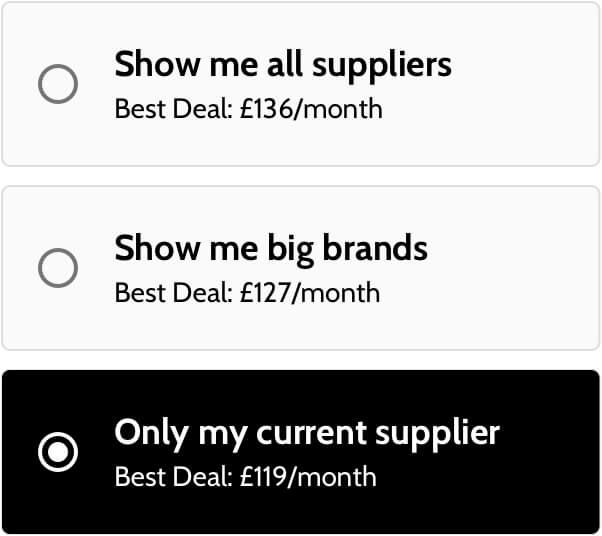 Show me all suppliers
Best Deal: £136/month
Show me big brands
Best Deal: £127/month
Only my current supplier
Best Deal: £119/month